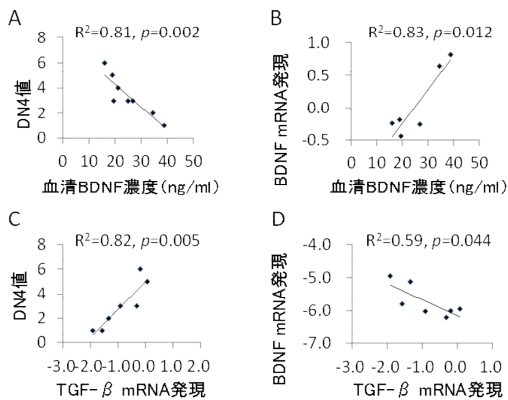 A
R²=0.81, p=0.002
DN4値
8
6
4
2
0
0 10 20 30 40 50
血清BDNF濃度(ng/ml)
B
R²=0.83, p=0.012
BDNF mRNA発現
1.0
0.5
0.0
-0.5
0 10 20 30 40 50
血清BDNF濃度(ng/ml)
C
R²=0.82, p=0.005
DN4値
8
6
4
2
0
-3.0 -2.0 -1.0 0.0 1.0 2.0
TGF-β mRNA発現
D
R²=0.59, p=0.044
BDNF mRNA発現
-4.0
-5.0
-6.0
-7.0
-3.0 -2.0 -1.0 0.0 1.0
TGF-β mRNA発現